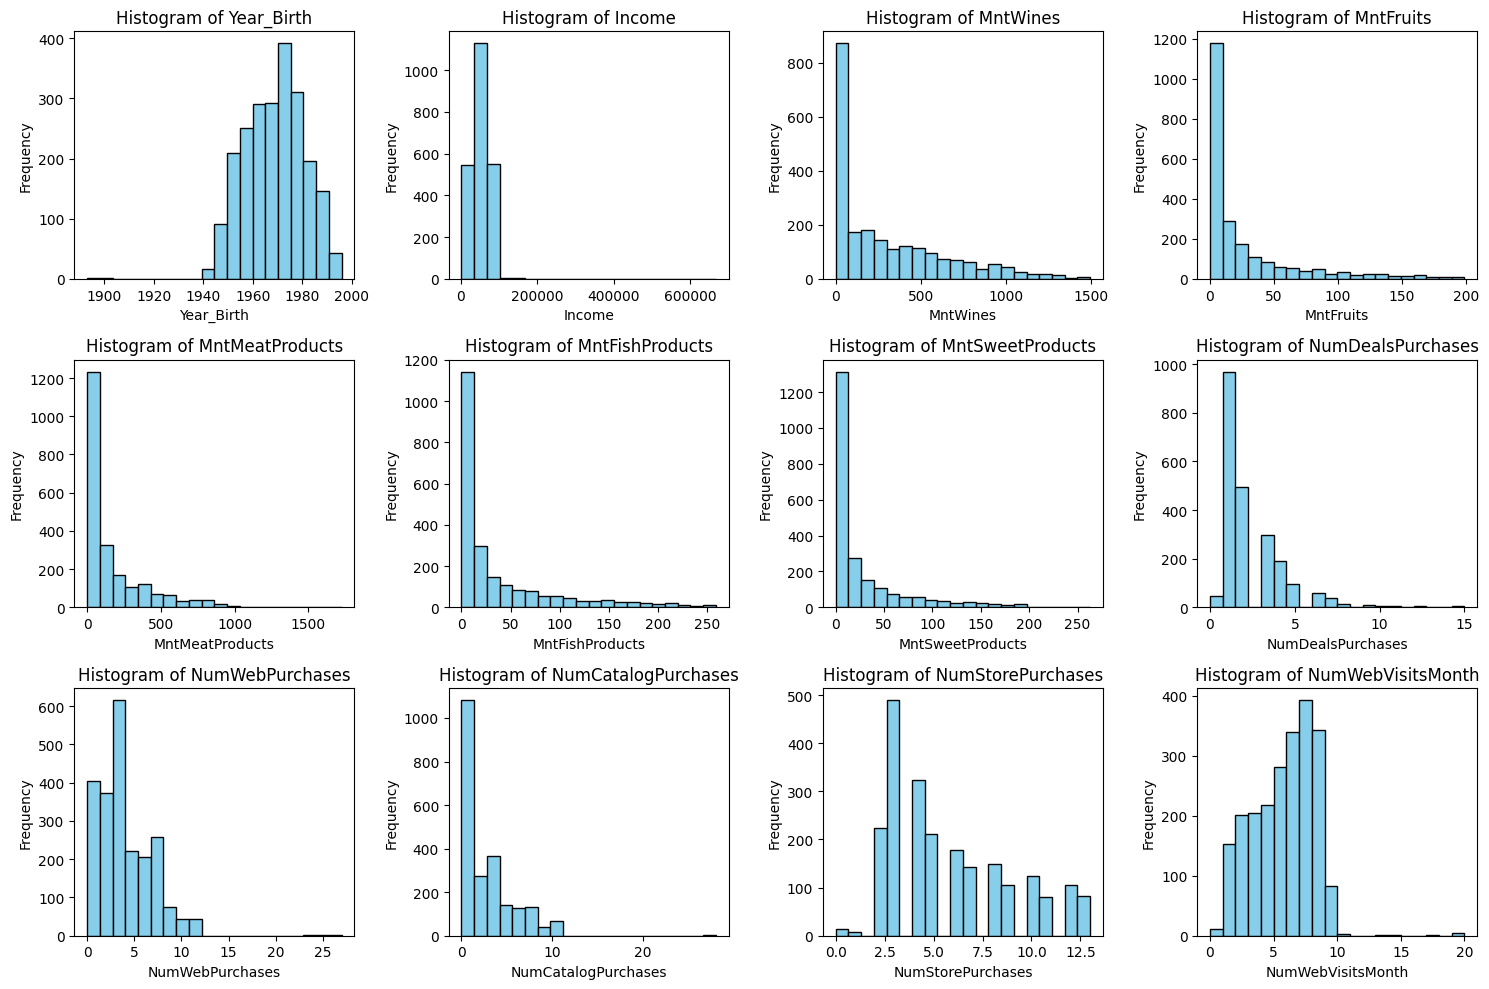 Histogram of Year_Birth
Frequency
400
300
200
100
0
1900 1920 1940 1960 1980 2000
Year_Birth
Histogram of Income
Frequency
1000
800
600
400
200
0
0 200000 400000 600000
Income
Histogram of MntWines
Frequency
800
600
400
200
0
0 500 1000 1500
MntWines
Histogram of MntFruits
Frequency
1200
1000
800
600
400
200
0
0 50 100 150 200
MntFruits
Histogram of MntMeatProducts
Frequency
1200
1000
800
600
400
200
0
0 500 1000 1500
MntMeatProducts
Histogram of MntFishProducts
Frequency
1200
1000
800
600
400
200
0
0 50 100 150 200 250
MntFishProducts
Histogram of MntSweetProducts
Frequency
1200
1000
800
600
400
200
0
0 50 100 150 200 250
MntSweetProducts
Histogram of NumDealsPurchases
Frequency
1000
800
600
400
200
0
0 5 10 15
NumDealsPurchases
Histogram of NumWebPurchases
Frequency
600
500
400
300
200
100
0
0 5 10 15 20 25
NumWebPurchases
Histogram of NumCatalogPurchases
Frequency
1000
800
600
400
200
0
0 10 20
NumCatalogPurchases
Histogram of NumStorePurchases
Frequency
500
400
300
200
100
0
0.0 2.5 5.0 7.5 10.0 12.5
NumStorePurchases
Histogram of NumWebVisitsMonth
Frequency
400
300
200
100
0
0 5 10 15 20
NumWebVisitsMonth